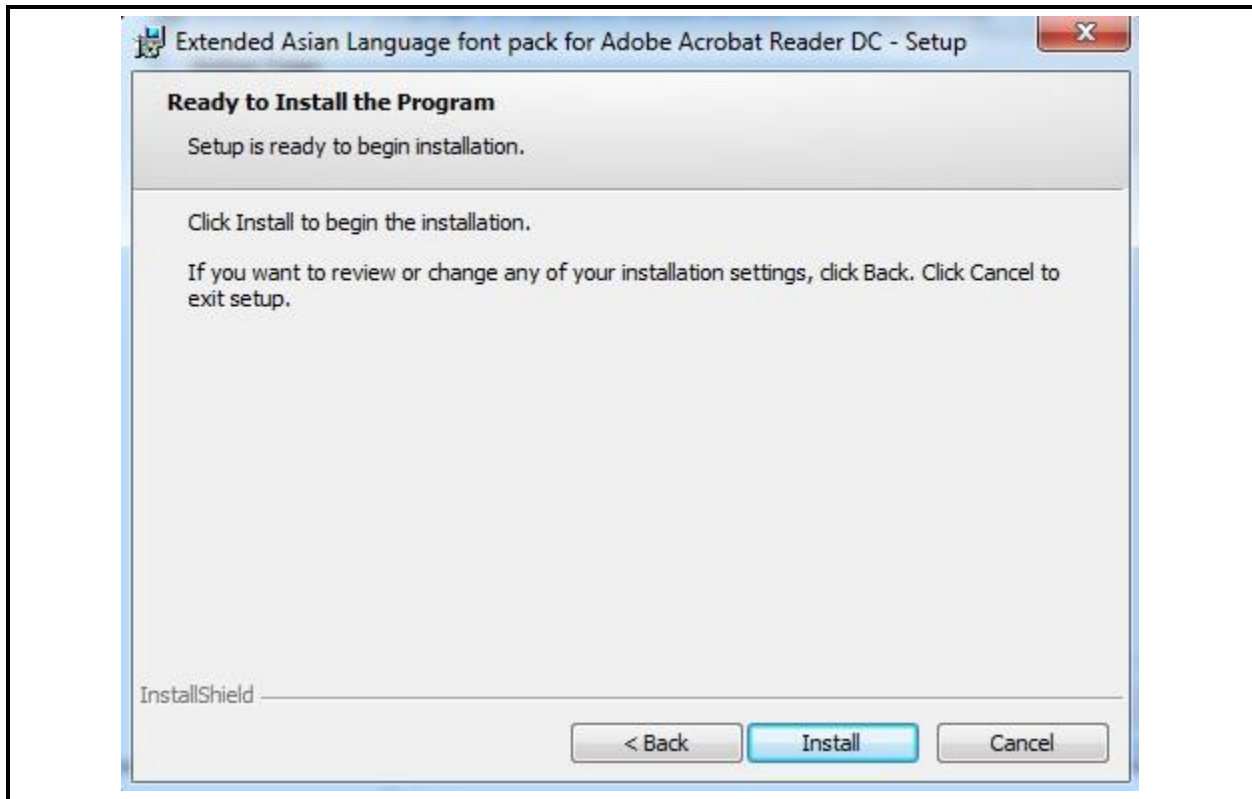 Extended Asian Language font pack for Adobe Acrobat Reader DC - Setup
Ready to Install the Program
Setup is ready to begin installation.
Click Install to begin the installation.
If you want to review or change any of your installation settings, click Back. Click Cancel to
exit setup.
InstallShield
< Back
Install
Cancel